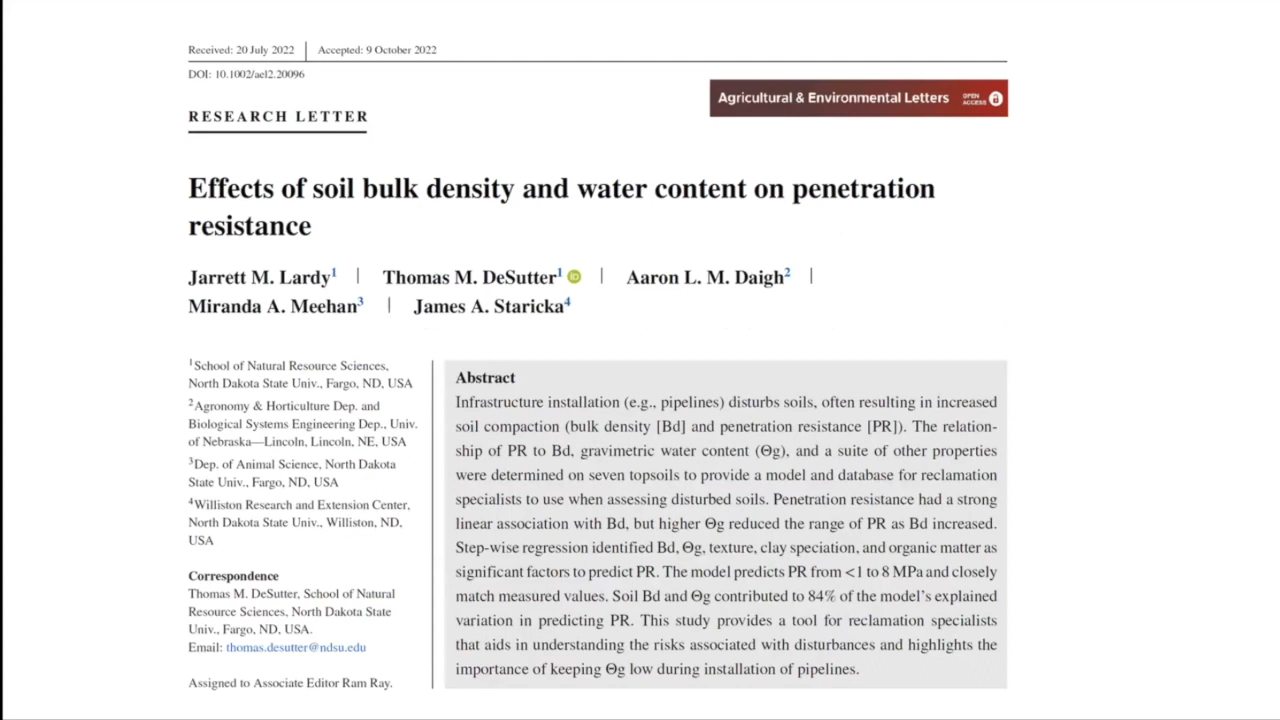 Received: 20 July 2022 | Accepted: 9 October 2022
DOI: 10.1002/ael2.20096
Agricultural & Environmental Letters OPEN ACCESS
RESEARCH LETTER
Effects of soil bulk density and water content on penetration
resistance
Jarrett M. Lardy1 | Thomas M. DeSutter1 iD | Aaron L. M. Daigh2 |
Miranda A. Meehan3 | James A. Staricka4
1School of Natural Resource Sciences,
North Dakota State Univ., Fargo, ND, USA
2Agronomy & Horticulture Dep. and
Biological Systems Engineering Dep., Univ.
of Nebraska—Lincoln, Lincoln, NE, USA
3Dep. of Animal Science, North Dakota
State Univ., Fargo, ND, USA
4Williston Research and Extension Center,
North Dakota State Univ., Williston, ND,
USA
Correspondence
Thomas M. DeSutter, School of Natural
Resource Sciences, North Dakota State
Univ., Fargo, ND, USA.
Email: thomas.desutter@ndsu.edu
Assigned to Associate Editor Ram Ray.
Abstract
Infrastructure installation (e.g., pipelines) disturbs soils, often resulting in increased
soil compaction (bulk density [Bd] and penetration resistance [PR]). The relation-
ship of PR to Bd, gravimetric water content (Θg), and a suite of other properties
were determined on seven topsoils to provide a model and database for reclamation
specialists to use when assessing disturbed soils. Penetration resistance had a strong
linear association with Bd, but higher Θg reduced the range of PR as Bd increased.
Step-wise regression identified Bd, Θg, texture, clay speciation, and organic matter as
significant factors to predict PR. The model predicts PR from <1 to 8 MPa and closely
match measured values. Soil Bd and Θg contributed to 84% of the model's explained
variation in predicting PR. This study provides a tool for reclamation specialists
that aids in understanding the risks associated with disturbances and highlights the
importance of keeping Θg low during installation of pipelines.